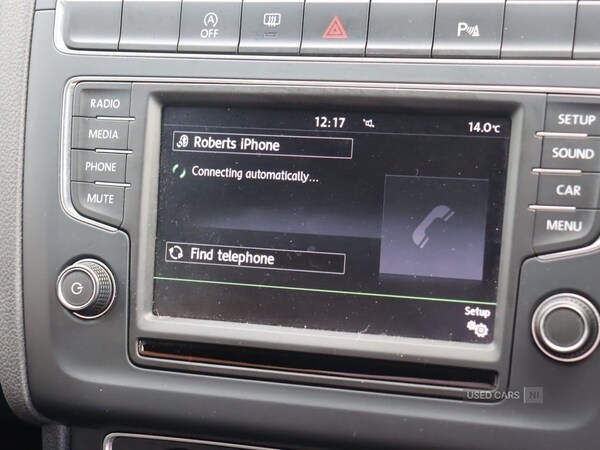 A
OFF
P
RADIO
MEDIA
PHONE
MUTE
12:17
14.0°C
Roberts iPhone
Connecting automatically...
Find telephone
Setup
SETUP
SOUND
CAR
MENU
USED CARS NI